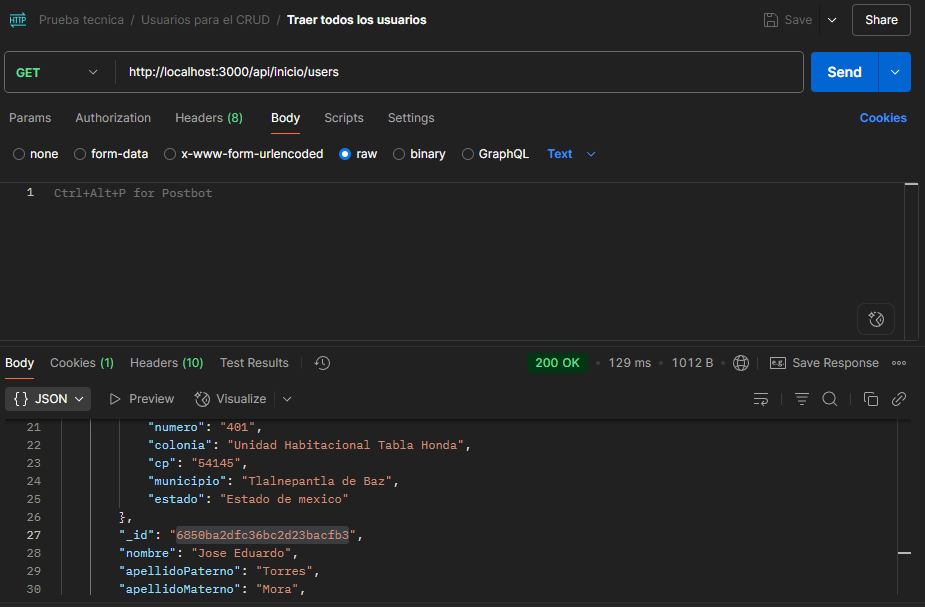 HTTP Prueba tecnica / Usuarios para el CRUD / Traer todos los usuarios Save Share
GET http://localhost:3000/api/inicio/users Send
Params Authorization Headers (8) Body Scripts Settings Cookies
none form-data x-www-form-urlencoded raw binary GraphQL Text
1 Ctrl+Alt+P for Postbot
Body Cookies (1) Headers (10) Test Results 200 OK • 129 ms • 1012 B • e.g. Save Response
{} JSON Preview Visualize
21 "numero": "401",
22 "colonia": "Unidad Habitacional Tabla Honda",
23 "cp": "54145",
24 "municipio": "Tlalnepantla de Baz",
25 "estado": "Estado de mexico"
26 },
27 "_id": "6850ba2dfc36bc2d23bacfb3",
28 "nombre": "Jose Eduardo",
29 "apellidoPaterno": "Torres",
30 "apellidoMaterno": "Mora",